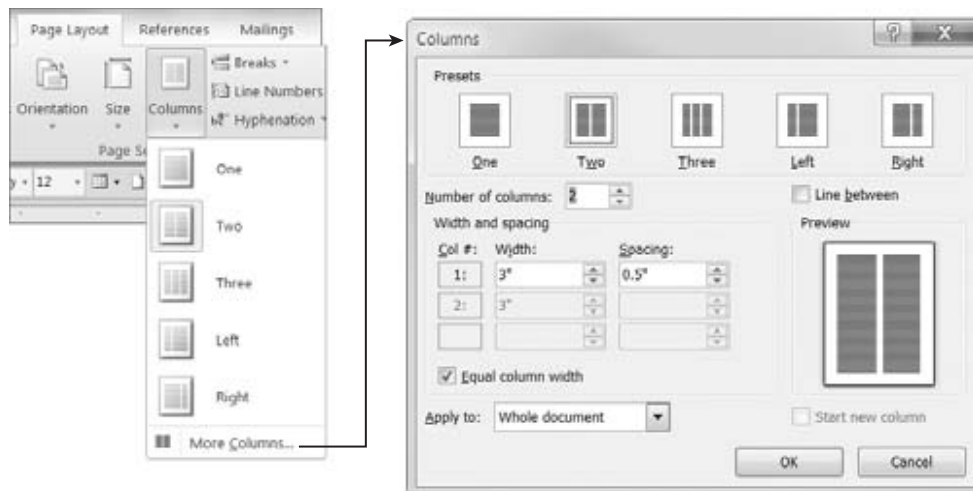 Page Layout References Mailings
Orientation Size Columns
Breaks
Line Numbers
Hyphenation
Page
12
One
Two
Three
Left
Right
More Columns...
Columns
Presets
One Two Three Left Right
Number of columns: 2
Line between
Width and spacing
Preview
Col #: Width: Spacing:
1: 3" 0.5"
2: 3"
Equal column width
Apply to: Whole document
Start new column
OK Cancel